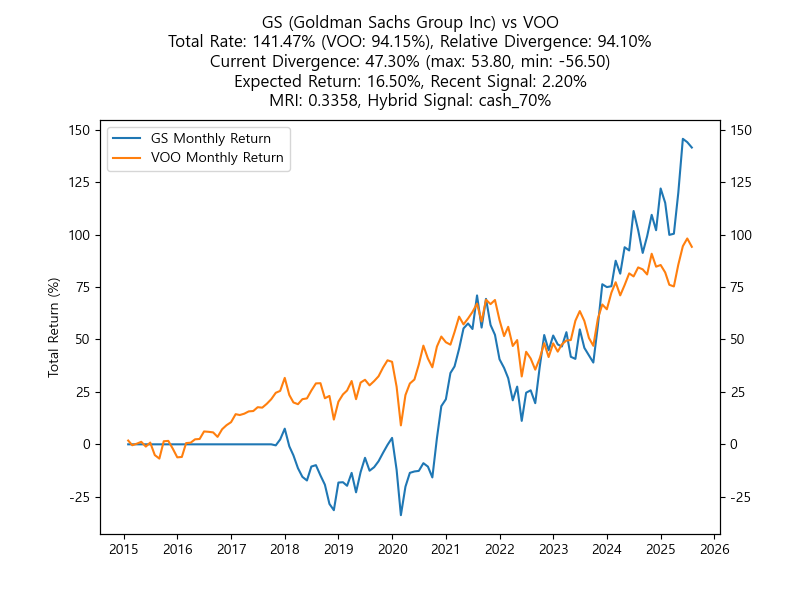 GS (Goldman Sachs Group Inc) vs VOO
Total Rate: 141.47% (VOO: 94.15%), Relative Divergence: 94.10%
Current Divergence: 47.30% (max: 53.80, min: -56.50)
Expected Return: 16.50%, Recent Signal: 2.20%
MRI: 0.3358, Hybrid Signal: cash_70%
GS Monthly Return
VOO Monthly Return
Total Return (%)
150
125
100
75
50
25
0
-25
150
125
100
75
50
25
0
-25
2015 2016 2017 2018 2019 2020 2021 2022 2023 2024 2025 2026